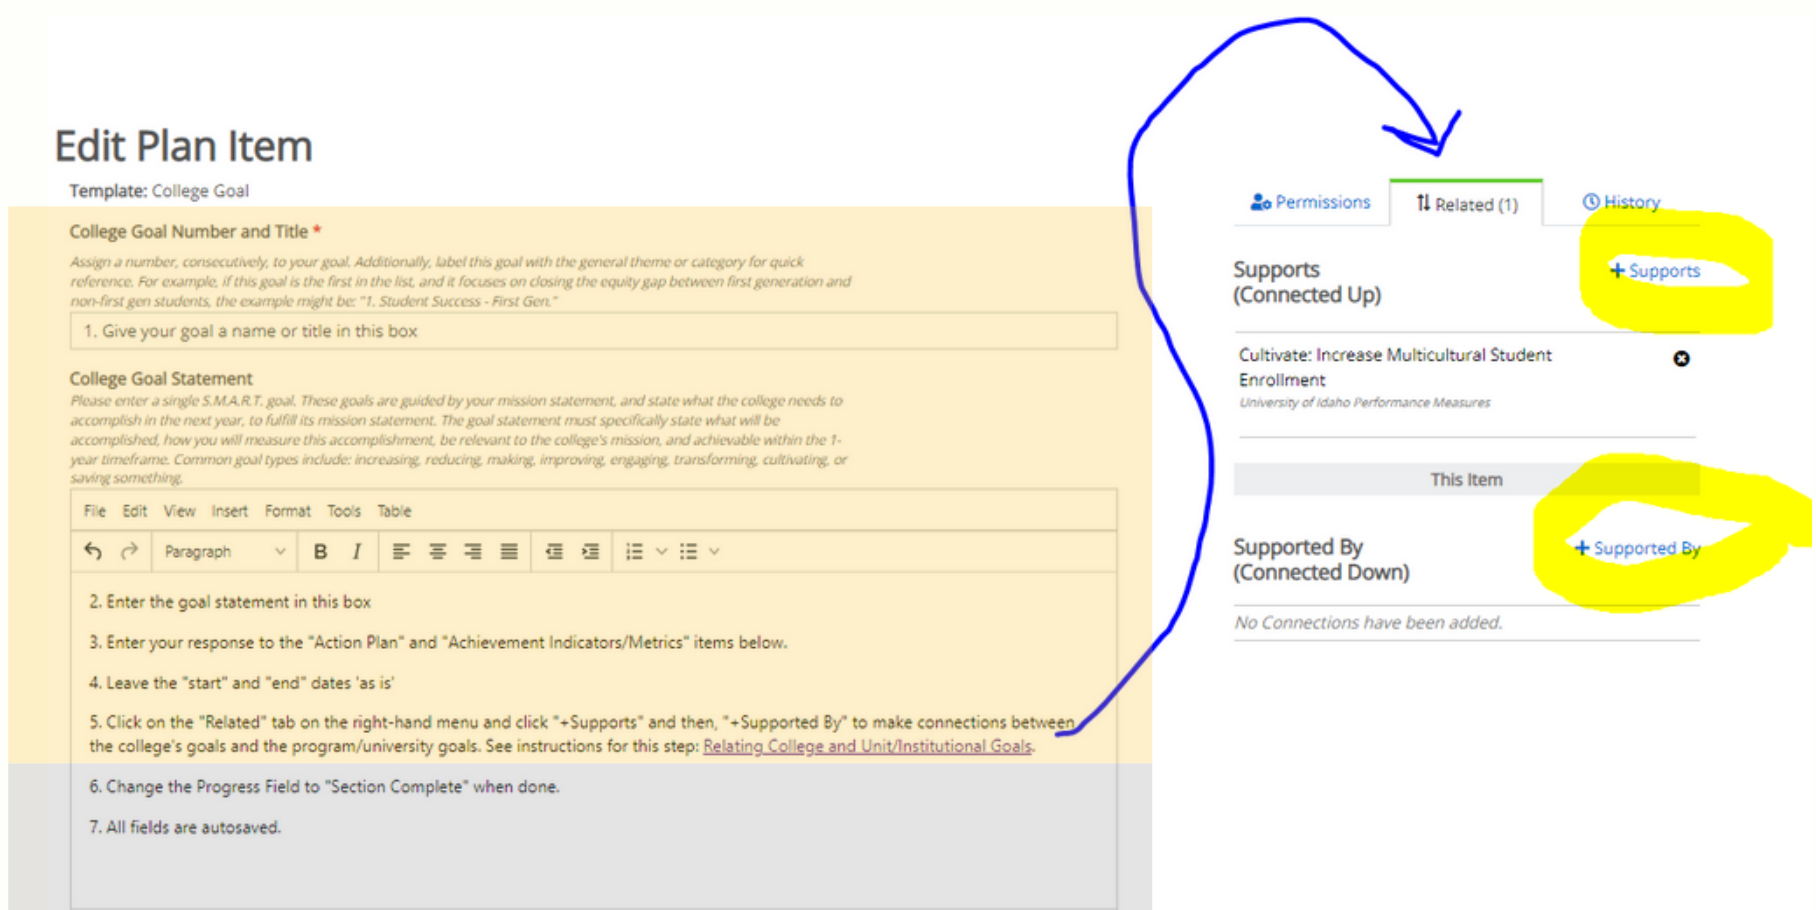 Edit Plan Item
Template: College Goal
College Goal Number and Title *
Assign a number, consecutively, to your goal. Additionally, label this goal with the general theme or category for quick
reference. For example, if this goal is the first in the list, and it focuses on closing the equity gap between first generation and
non-first gen students, the example might be: "1. Student Success - First Gen."
1. Give your goal a name or title in this box
College Goal Statement
Please enter a single S.M.A.R.T. goal. These goals are guided by your mission statement, and state what the college needs to
accomplish in the next year, to fulfill its mission statement. The goal statement must specifically state what will be
accomplished, how you will measure this accomplishment, be relevant to the college's mission, and achievable within the 1-
year timeframe. Common goal types include: increasing, reducing, making, improving, engaging, transforming, cultivating, or
saving something.
File Edit View Insert Format Tools Table
Paragraph B I
2. Enter the goal statement in this box
3. Enter your response to the "Action Plan" and "Achievement Indicators/Metrics" items below.
4. Leave the "start" and "end" dates 'as is'
5. Click on the "Related" tab on the right-hand menu and click "+Supports" and then, "+Supported By" to make connections between
the college's goals and the program/university goals. See instructions for this step: Relating College and Unit/Institutional Goals.
6. Change the Progress Field to "Section Complete" when done.
7. All fields are autosaved.
Permissions Related (1) History
Supports
(Connected Up)
+ Supports
Cultivate: Increase Multicultural Student
Enrollment
University of Idaho Performance Measures
This Item
Supported By
(Connected Down)
+ Supported By
No Connections have been added.